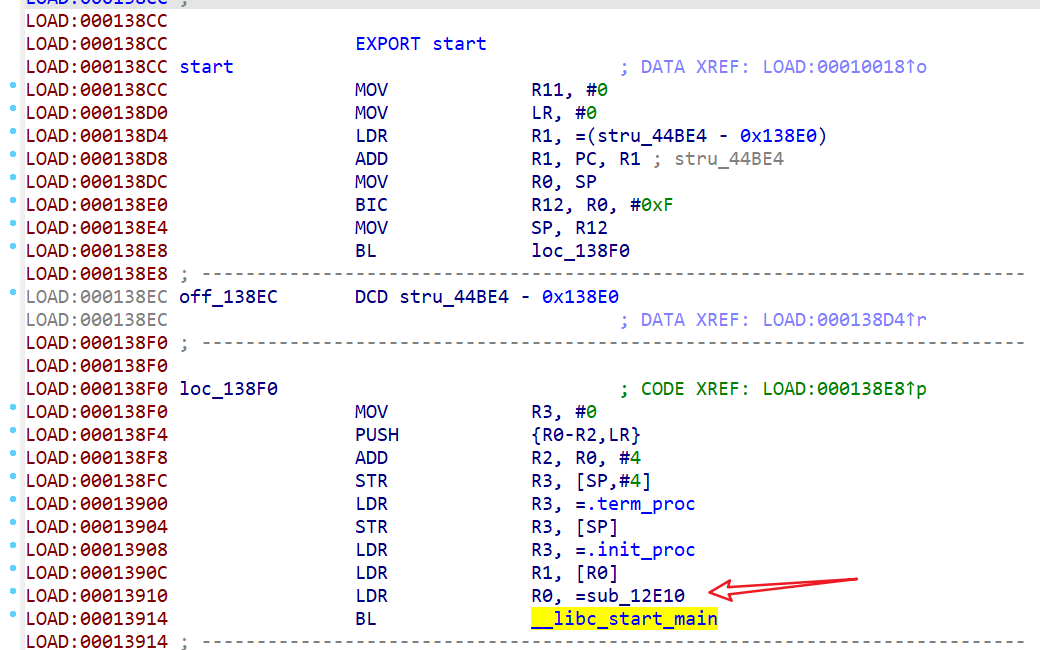 LOAD:000138CC ;
LOAD:000138CC
LOAD:000138CC EXPORT start
LOAD:000138CC start ; DATA XREF: LOAD:00010018↑o
LOAD:000138CC MOV R11, #0
LOAD:000138D0 MOV LR, #0
LOAD:000138D4 LDR R1, =(stru_44BE4 - 0x138E0)
LOAD:000138D8 ADD R1, PC, R1 ; stru_44BE4
LOAD:000138DC MOV R0, SP
LOAD:000138E0 BIC R12, R0, #0xF
LOAD:000138E4 MOV SP, R12
LOAD:000138E8 BL loc_138F0
LOAD:000138E8 ; ---------------------------------------------------------------------------
LOAD:000138EC off_138EC DCD stru_44BE4 - 0x138E0
LOAD:000138EC ; DATA XREF: LOAD:000138D4↑r
LOAD:000138F0 ; ---------------------------------------------------------------------------
LOAD:000138F0
LOAD:000138F0 loc_138F0 ; CODE XREF: LOAD:000138E8↑p
LOAD:000138F0 MOV R3, #0
LOAD:000138F4 PUSH {R0-R2,LR}
LOAD:000138F8 ADD R2, R0, #4
LOAD:000138FC STR R3, [SP,#4]
LOAD:00013900 LDR R3, =.term_proc
LOAD:00013904 STR R3, [SP]
LOAD:00013908 LDR R3, =.init_proc
LOAD:0001390C LDR R1, [R0]
LOAD:00013910 LDR R0, =sub_12E10
LOAD:00013914 BL __libc_start_main
LOAD:00013914 ; ---------------------------------------------------------------------------